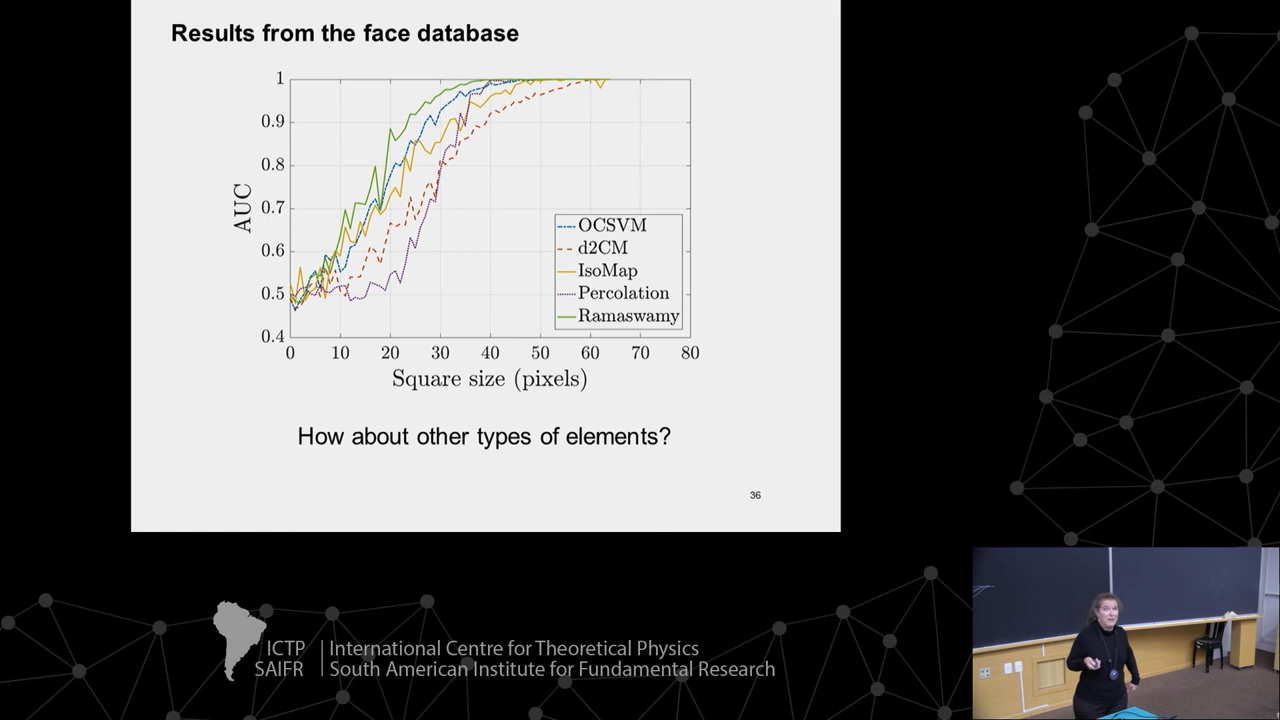 Results from the face database
1
0.9
0.8
0.7
0.6
0.5
0.4
AUC
OCSVM
d2CM
IsoMap
Percolation
Ramaswamy
0 10 20 30 40 50 60 70 80
Square size (pixels)
How about other types of elements?
36
ICTP International Centre for Theoretical Physics
SAIFR South American Institute for Fundamental Research